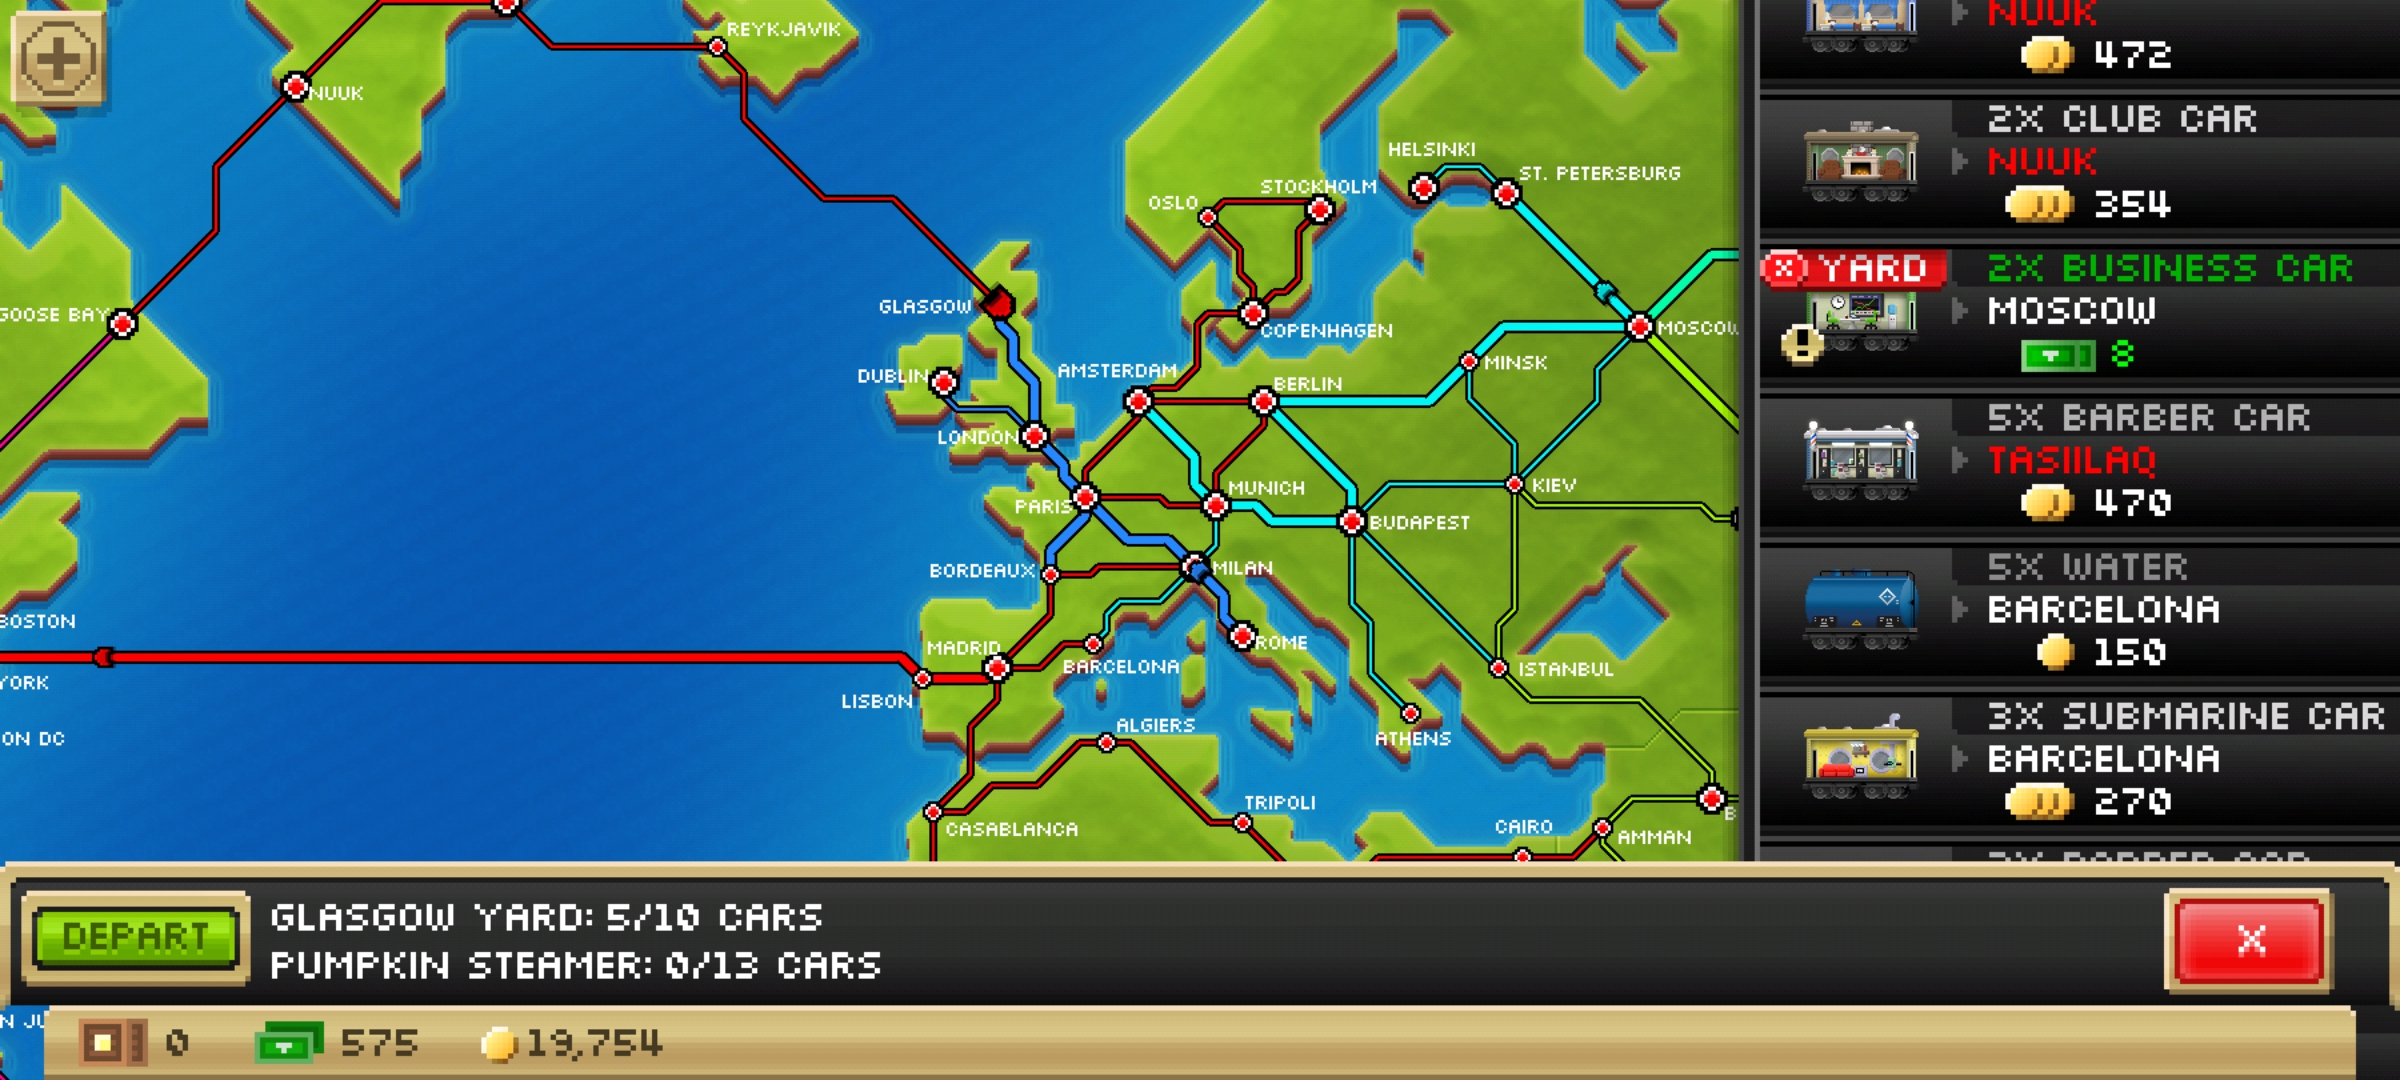 REYKJAVIK
NUUK
GOOSE BAY
HELSINKI
ST. PETERSBURG
STOCKHOLM
OSLO
GLASGOW
COPENHAGEN
MOSCOW
DUBLIN
AMSTERDAM
BERLIN
MINSK
LONDON
PARIS
MUNICH
KIEV
BUDAPEST
BORDEAUX
MILAN
BOSTON
MADRID
ROME
BARCELONA
ISTANBUL
YORK
LISBON
ON DC
ALGIERS
ATHENS
TRIPOLI
CASABLANCA
CAIRO
AMMAN
B
NUUK
472
2X CLUB CAR
NUUK
354
YARD
2X BUSINESS CAR
MOSCOW
8
5X BARBER CAR
TASIILAQ
470
5X WATER
BARCELONA
150
3X SUBMARINE CAR
BARCELONA
270
DEPART
GLASGOW YARD: 5/10 CARS
PUMPKIN STEAMER: 0/13 CARS
X
N JU
0
575
19,754